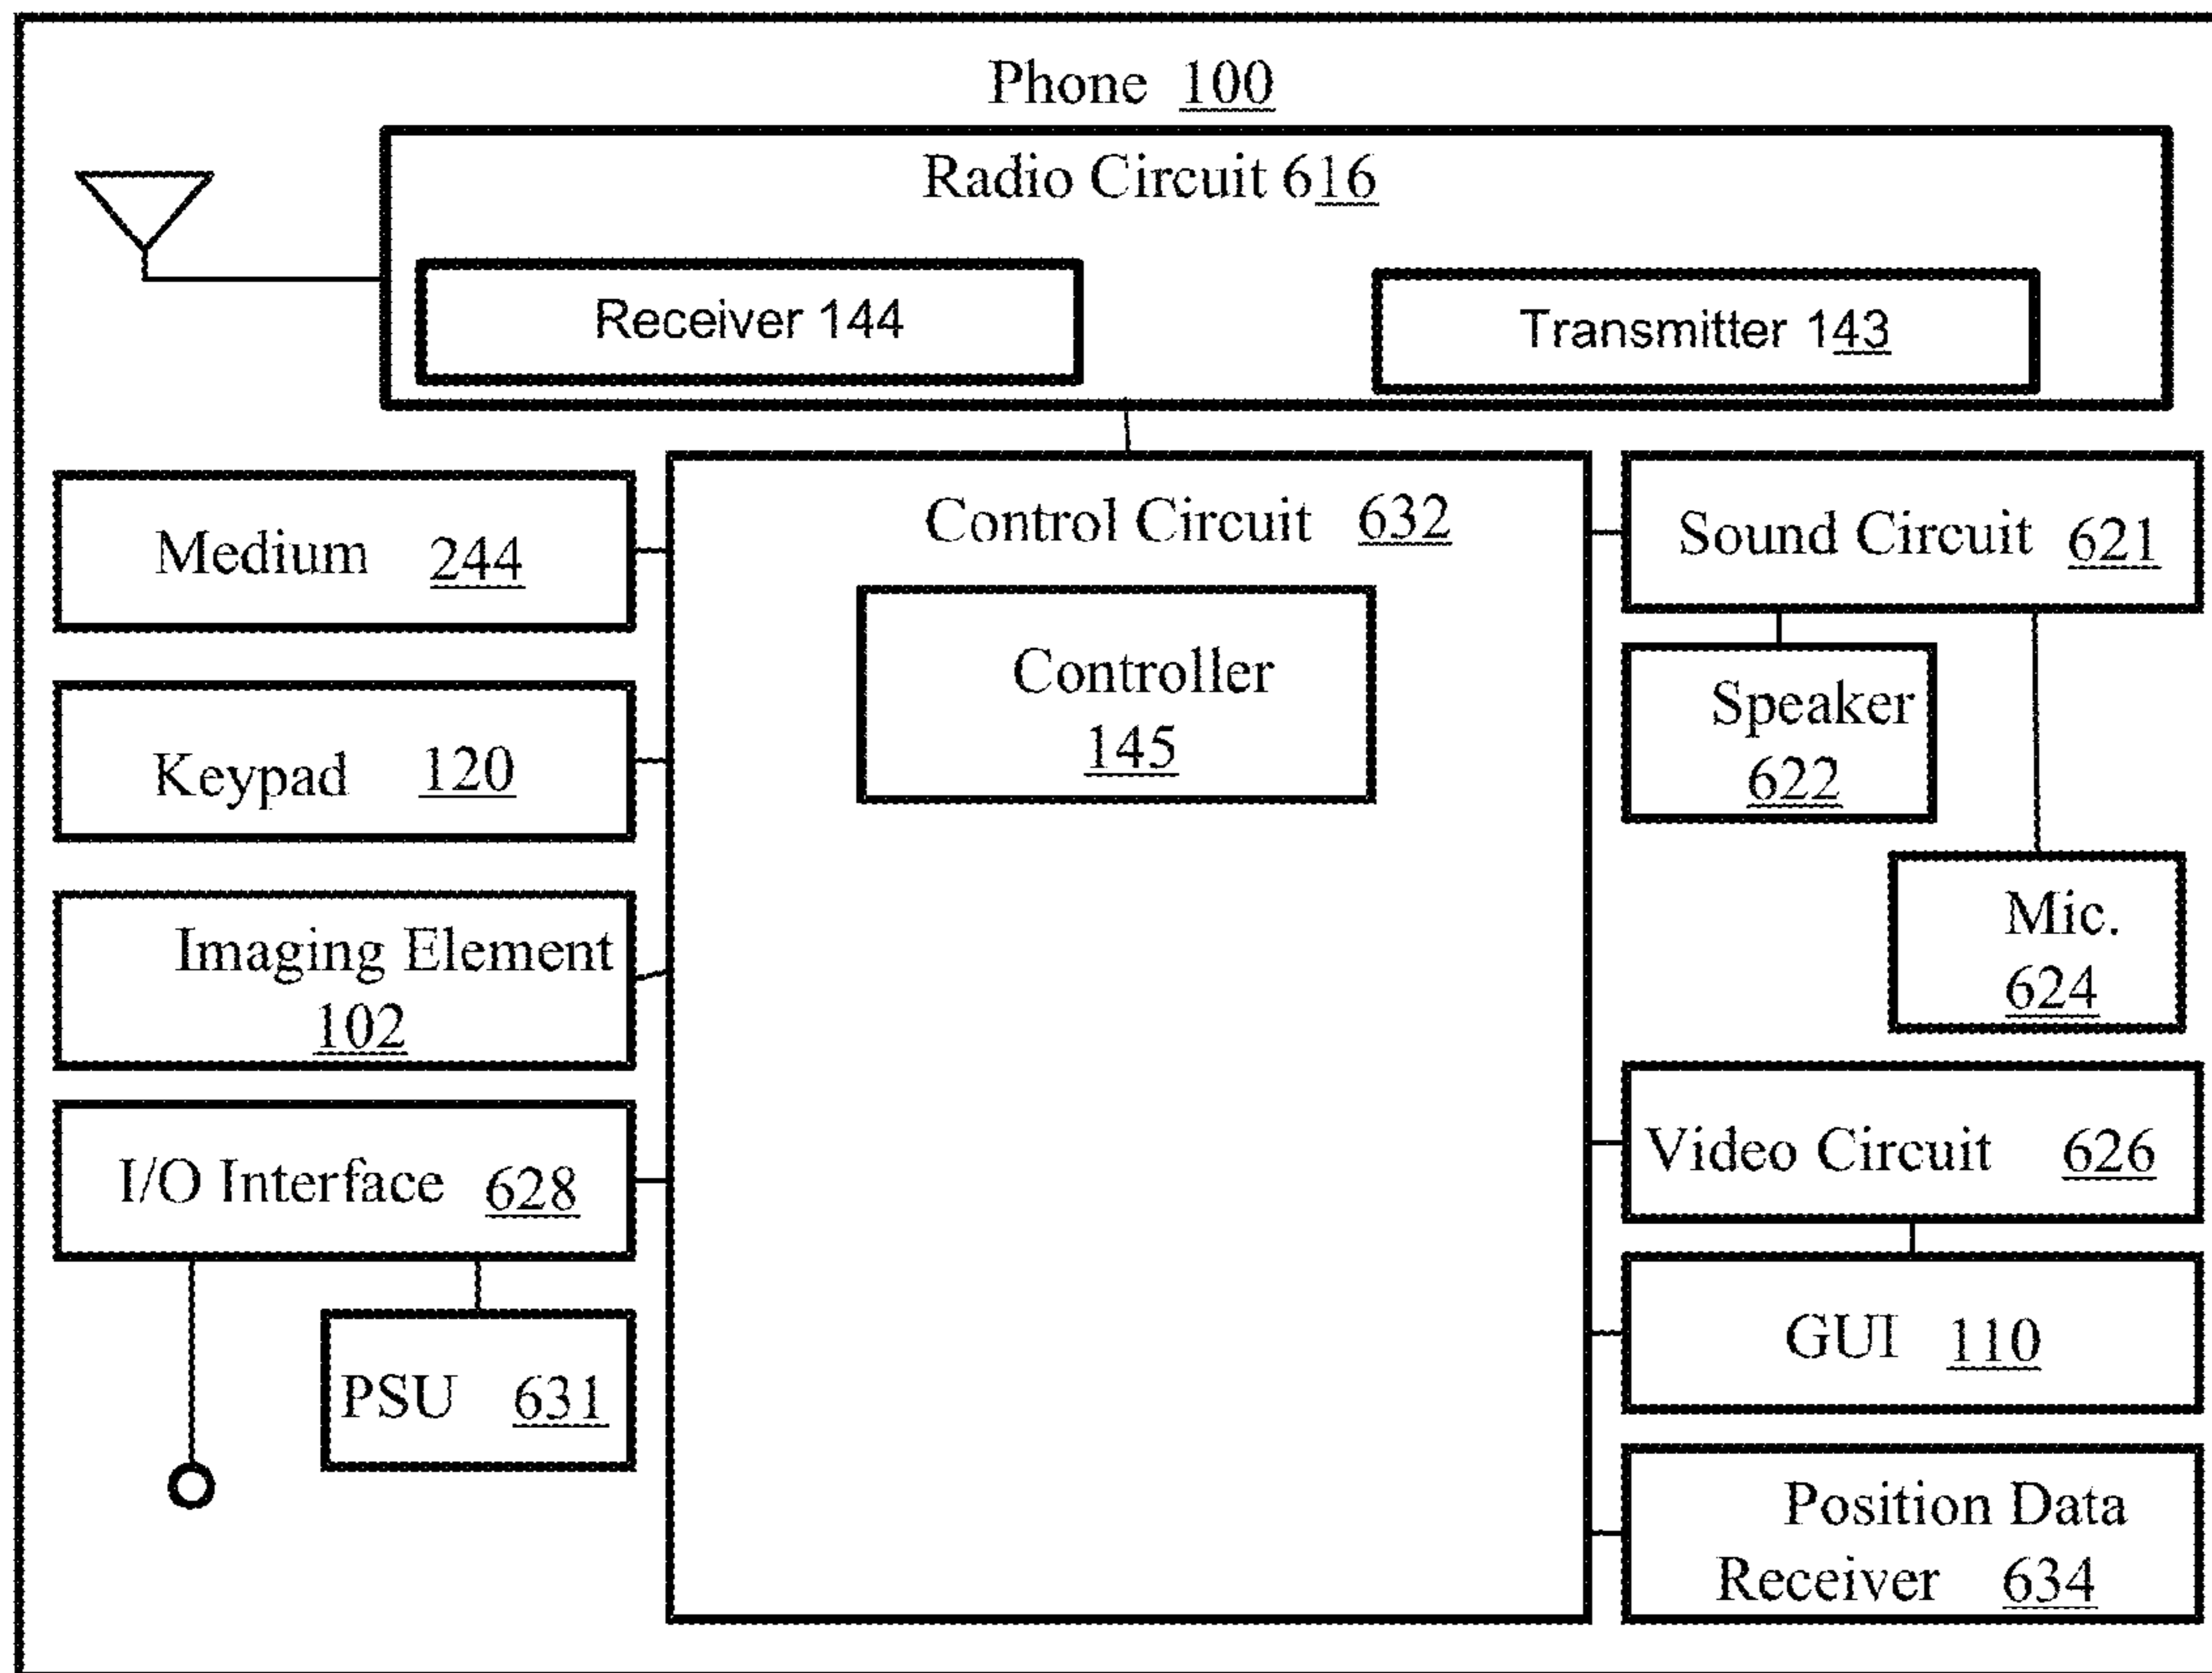 Phone 100
Radio Circuit 616
Receiver 144
Transmitter 143
Medium 244
Keypad 120
Imaging Element
102
I/O Interface 628
PSU 631
Control Circuit 632
Controller
145
Sound Circuit 621
Speaker
622
Mic.
624
Video Circuit 626
GUI 110
Position Data
Receiver 634